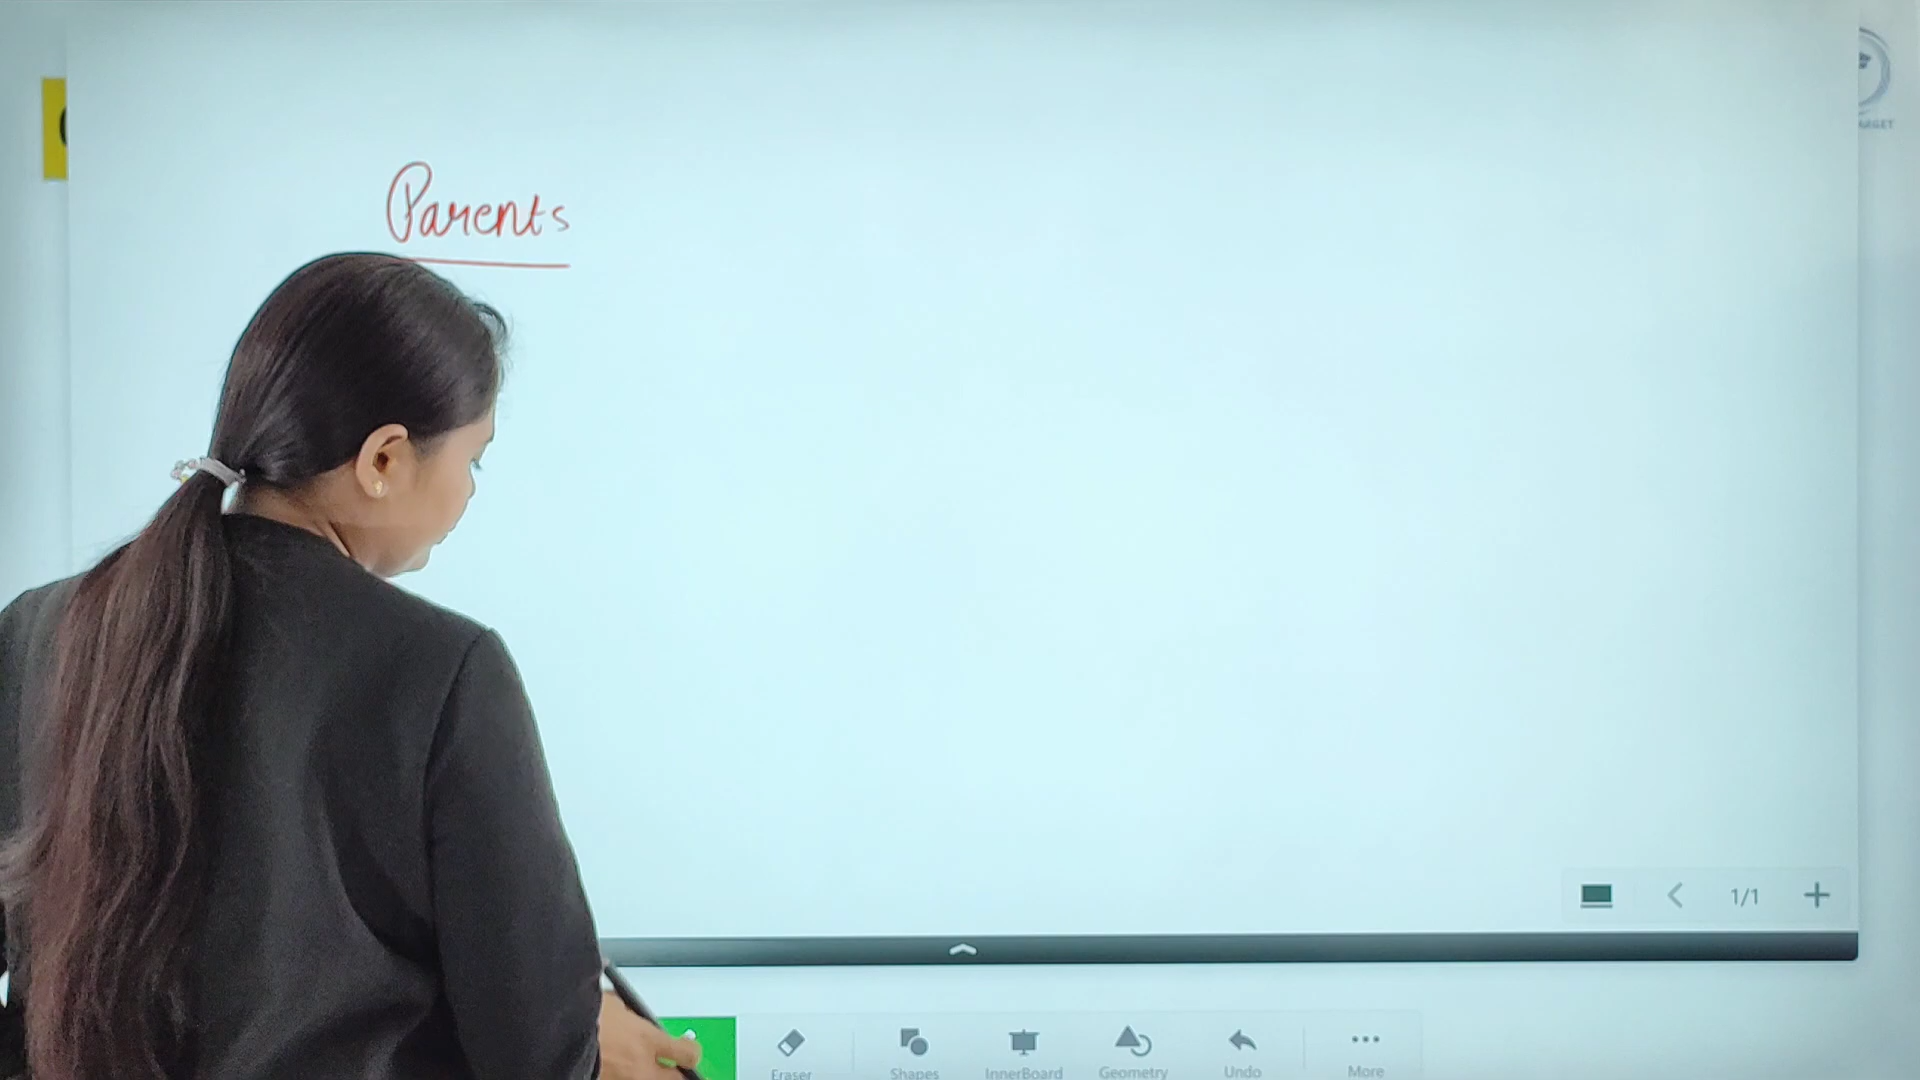 Parents
1/1
Eraser
Shapes
InnerBoard
Geometry
Undo
More